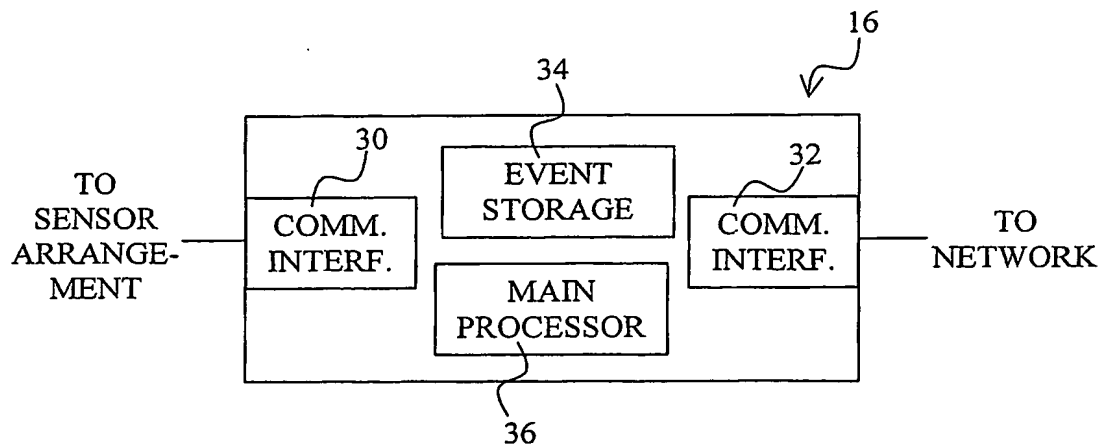 16
34
30
32
EVENT
STORAGE
TO
SENSOR
ARRANGE-
MENT
COMM.
INTERF.
COMM.
INTERF.
TO
NETWORK
MAIN
PROCESSOR
36